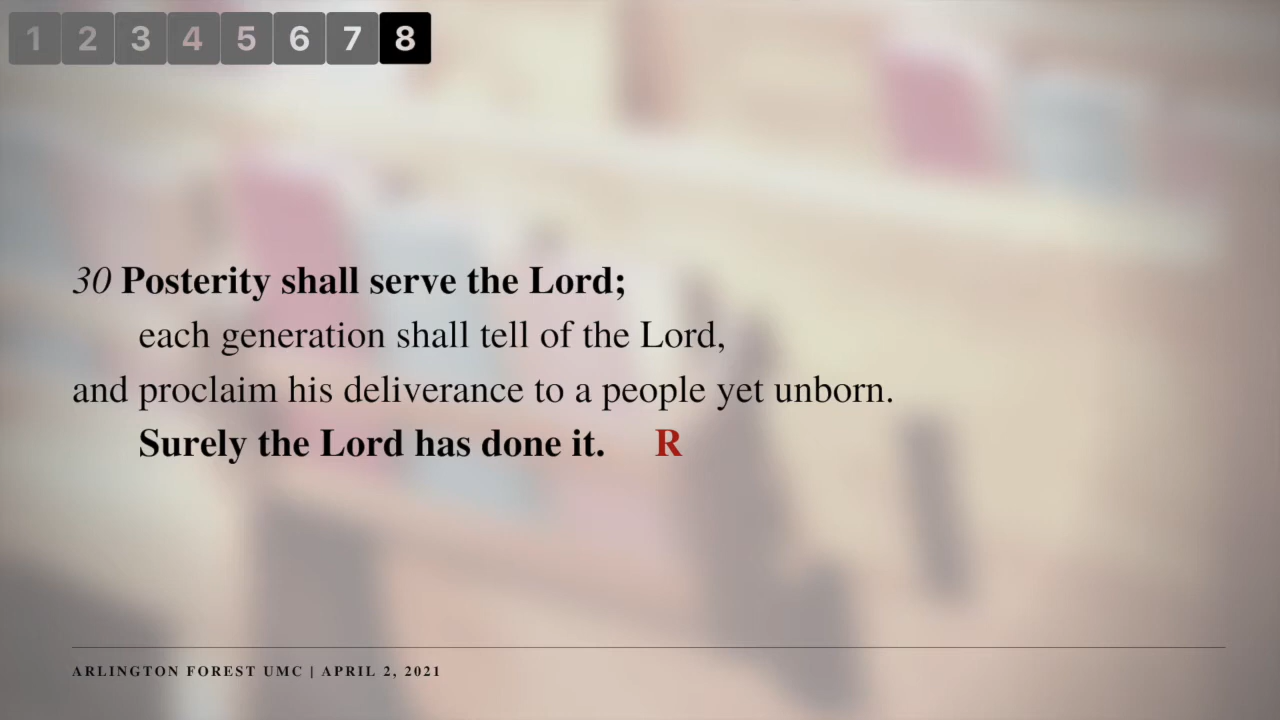 1 2 3 4 5 6 7 8
30 Posterity shall serve the Lord;
each generation shall tell of the Lord,
and proclaim his deliverance to a people yet unborn.
Surely the Lord has done it. R
ARLINGTON FOREST UMC | APRIL 2, 2021